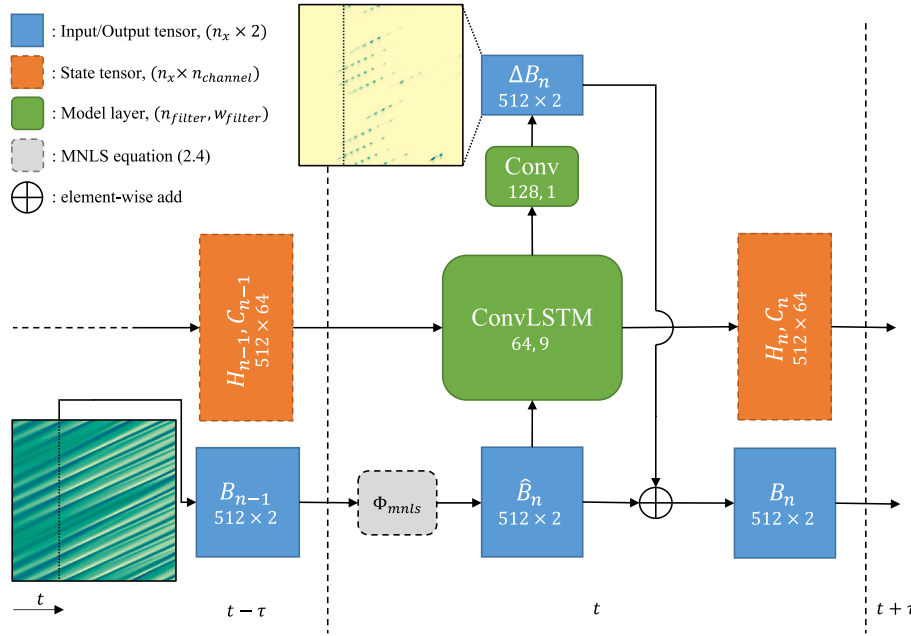 : Input/Output tensor, (n_x × 2)
: State tensor, (n_x × n_channel)
: Model layer, (n_filter, w_filter)
: MNLS equation (2.4)
: element-wise add
ΔB_n
512 × 2
Conv
128, 1
H_{n−1}, C_{n−1}
512 × 64
ConvLSTM
64, 9
H_n, C_n
512 × 64
B_{n−1}
512 × 2
Φ_mnls
B̂_n
512 × 2
B_n
512 × 2
t
t − τ
t
t + τ